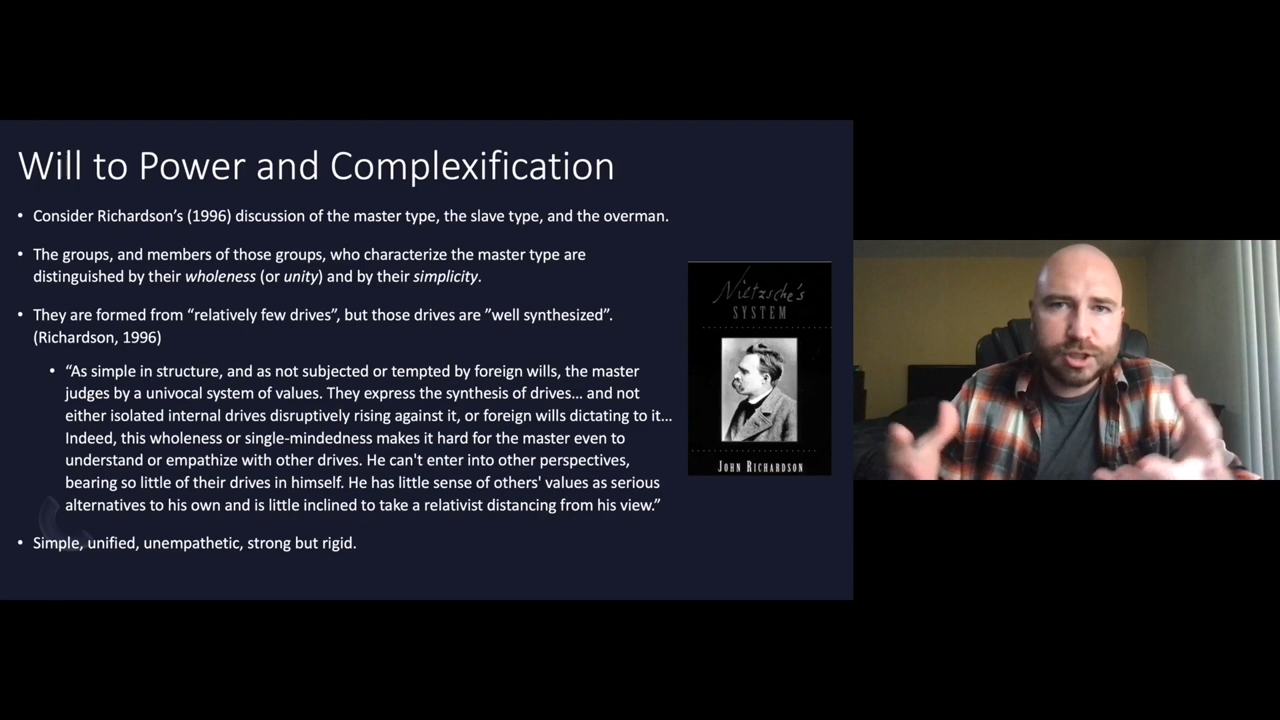 Will to Power and Complexification
• Consider Richardson's (1996) discussion of the master type, the slave type, and the overman.
• The groups, and members of those groups, who characterize the master type are
distinguished by their wholeness (or unity) and by their simplicity.
• They are formed from “relatively few drives”, but those drives are ”well synthesized”.
(Richardson, 1996)
• “As simple in structure, and as not subjected or tempted by foreign wills, the master
judges by a univocal system of values. They express the synthesis of drives… and not
either isolated internal drives disruptively rising against it, or foreign wills dictating to it…
Indeed, this wholeness or single-mindedness makes it hard for the master even to
understand or empathize with other drives. He can't enter into other perspectives,
bearing so little of their drives in himself. He has little sense of others' values as serious
alternatives to his own and is little inclined to take a relativist distancing from his view.”
• Simple, unified, unempathetic, strong but rigid.
Nietzsche's
SYSTEM
JOHN RICHARDSON